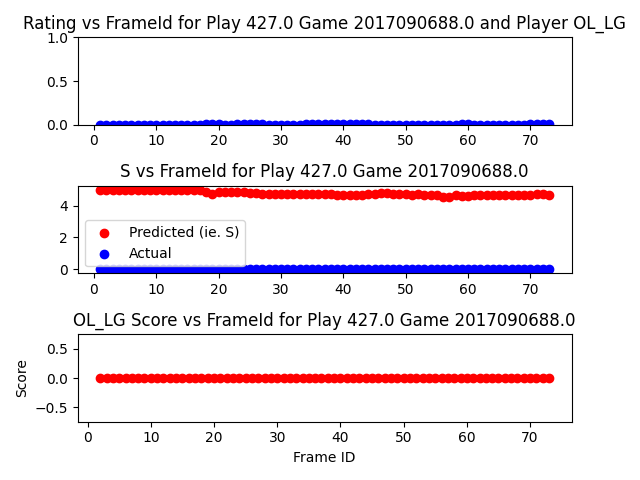 Rating vs FrameId for Play 427.0 Game 2017090688.0 and Player OL_LG
1.0
0.5
0.0
0 10 20 30 40 50 60 70
S vs FrameId for Play 427.0 Game 2017090688.0
4
2
0
Predicted (ie. S)
Actual
0 10 20 30 40 50 60 70
OL_LG Score vs FrameId for Play 427.0 Game 2017090688.0
Score
0.5
0.0
−0.5
0 10 20 30 40 50 60 70
Frame ID